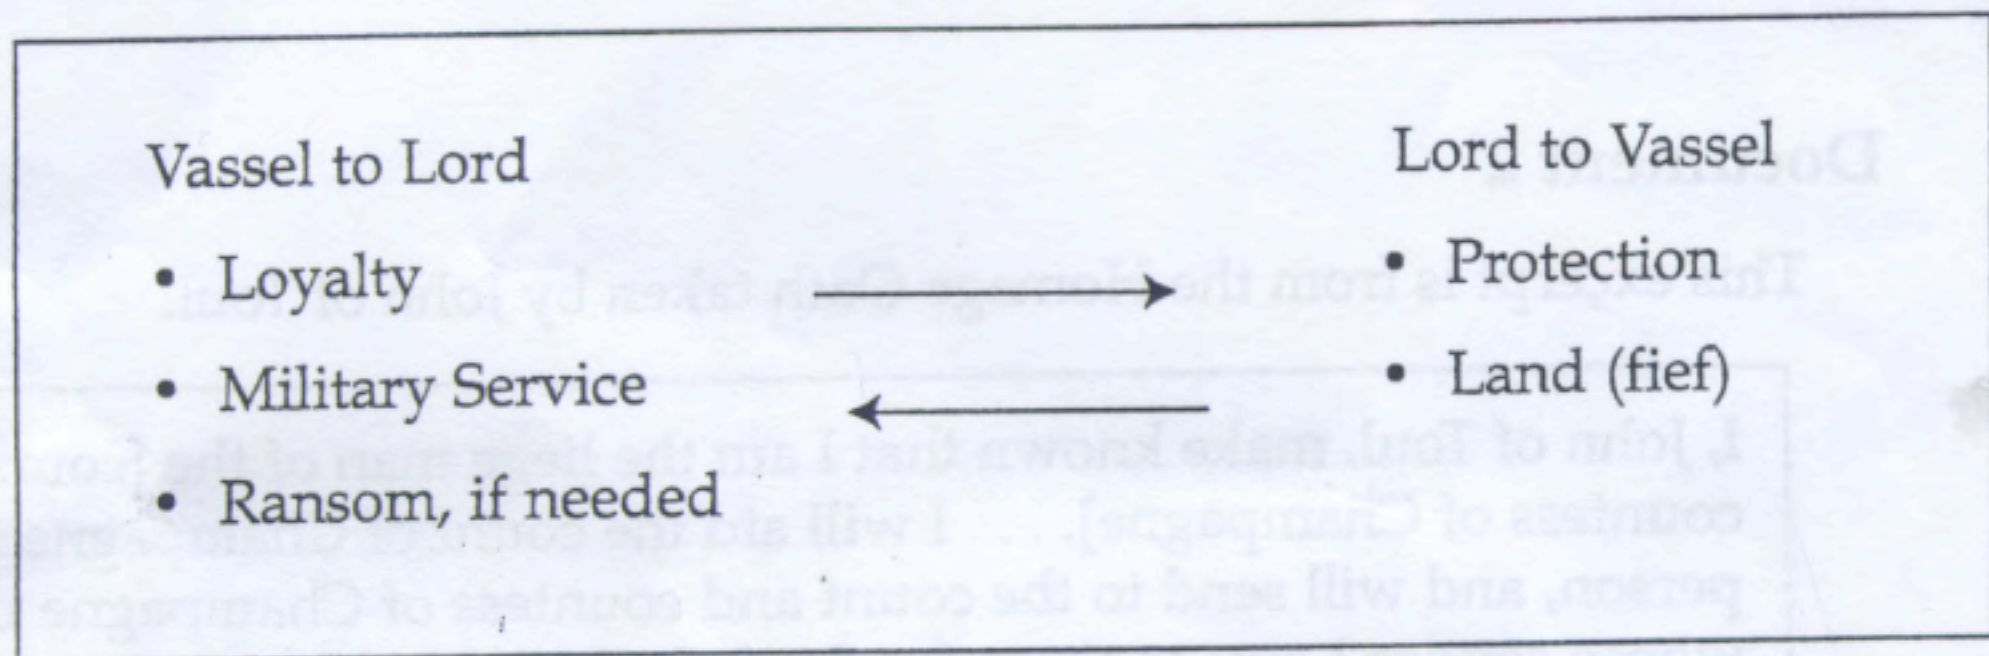 Vassel to Lord
• Loyalty
• Military Service
• Ransom, if needed
Lord to Vassel
• Protection
• Land (fief)